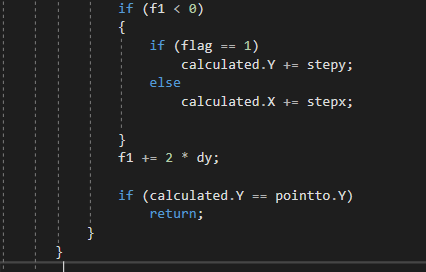 if (f1 < 0)
{
if (flag == 1)
calculated.Y += stepy;
else
calculated.X += stepx;
}
f1 += 2 * dy;
if (calculated.Y == pointto.Y)
return;
}
}